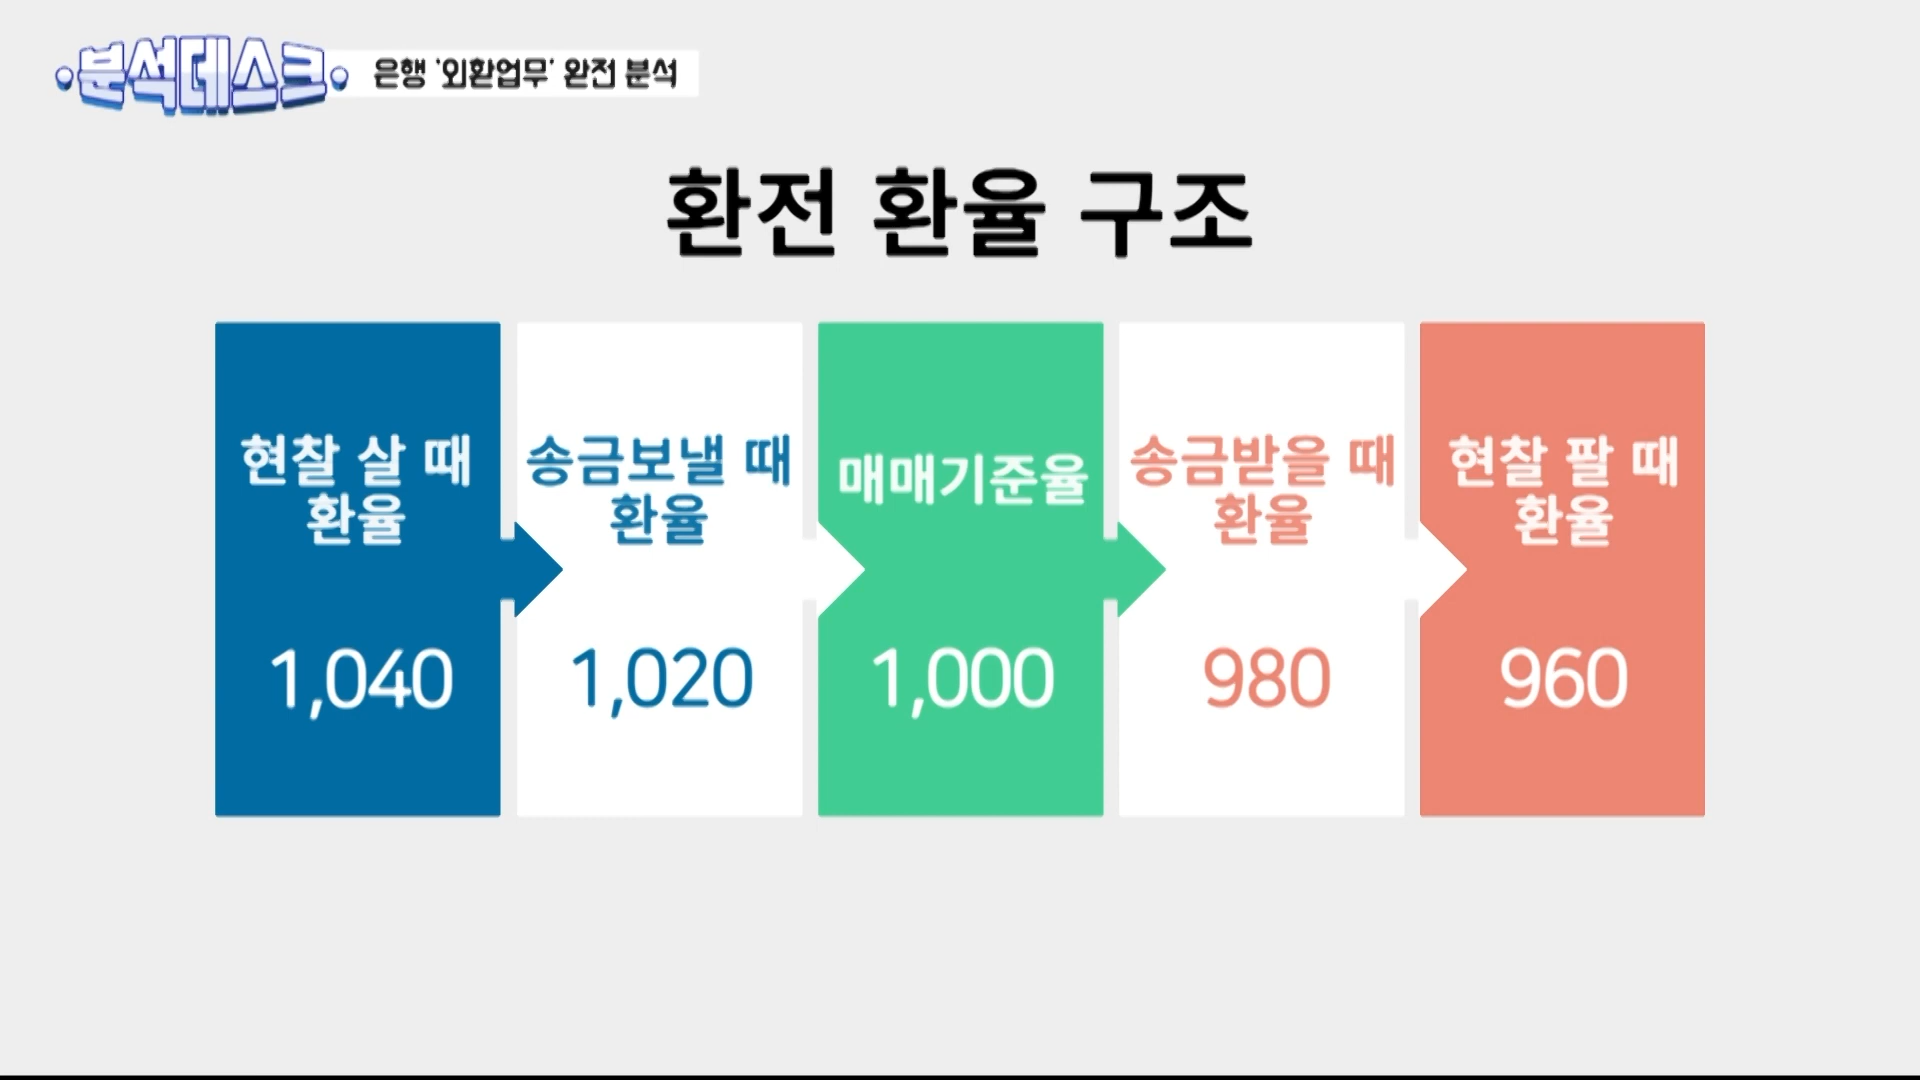 분석데스크
은행 '외환업무' 완전 분석
환전 환율 구조
현찰 살 때
환율
1,040
송금보낼 때
환율
1,020
매매기준율
1,000
송금받을 때
환율
980
현찰 팔 때
환율
960